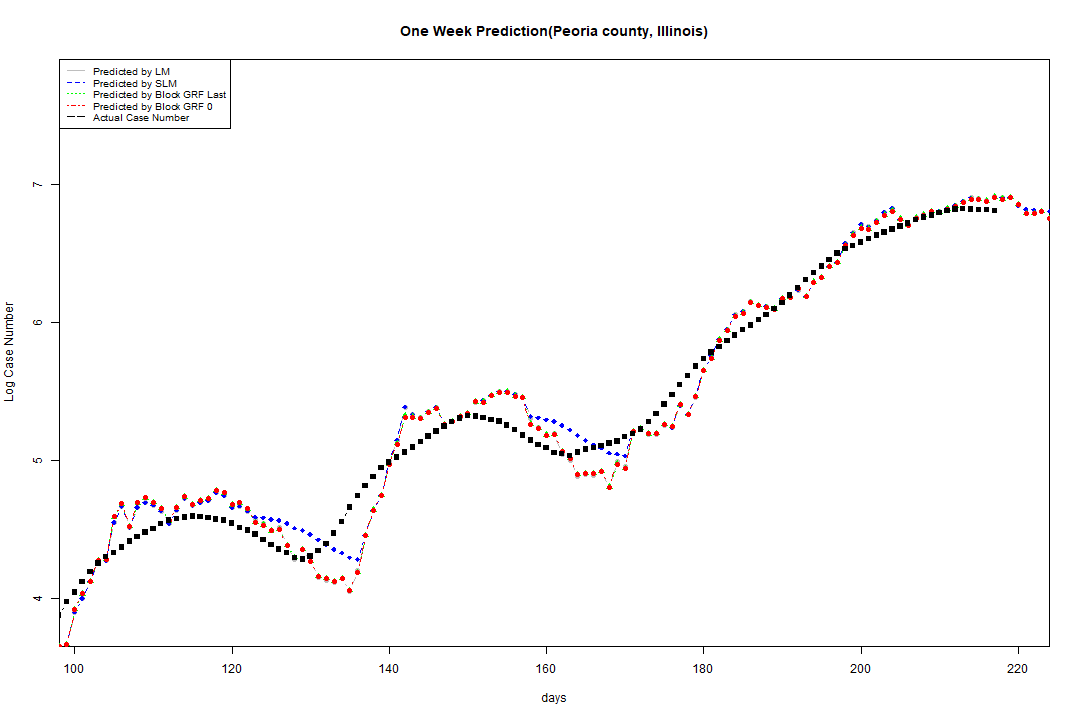 One Week Prediction(Peoria county, Illinois)
Predicted by LM
Predicted by SLM
Predicted by Block GRF Last
Predicted by Block GRF 0
Actual Case Number
7
6
5
4
Log Case Number
100 120 140 160 180 200 220
days